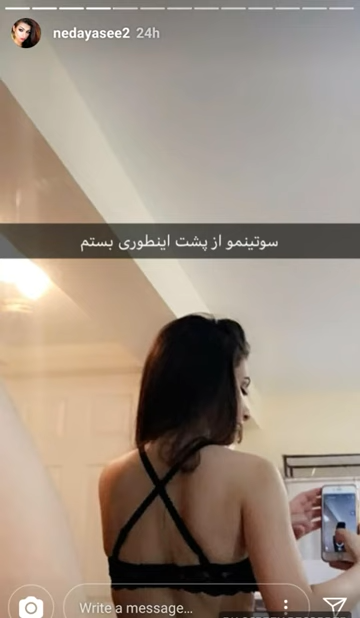 nedayasee2 24h
سوتینمو از پشت اینطوری بستم
Write a message...